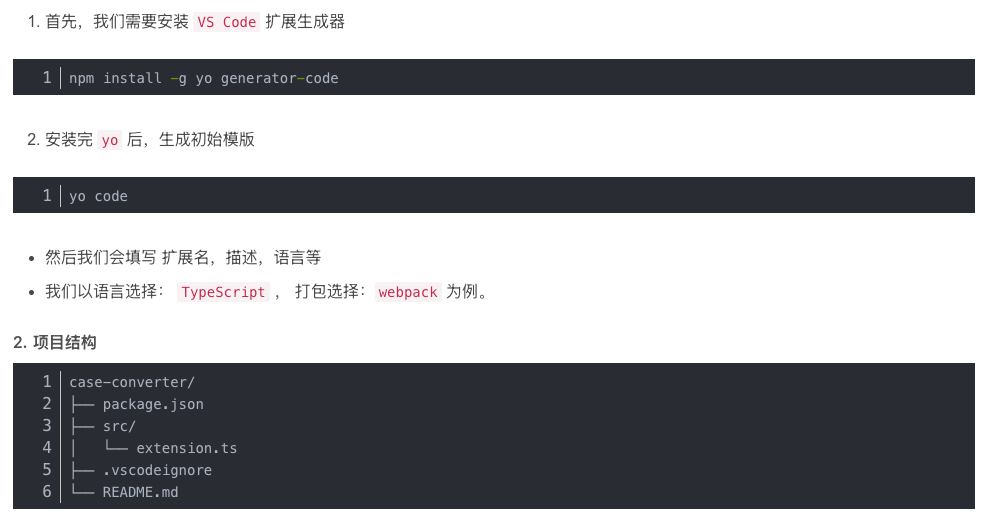 1. 首先，我们需要安装 VS Code 扩展生成器
1 npm install -g yo generator-code
2. 安装完 yo 后，生成初始模版
1 yo code
• 然后我们会填写 扩展名，描述，语言等
• 我们以语言选择： TypeScript ， 打包选择：webpack 为例。
2. 项目结构
1 case-converter/
2 ├── package.json
3 ├── src/
4 │   └── extension.ts
5 ├── .vscodeignore
6 └── README.md